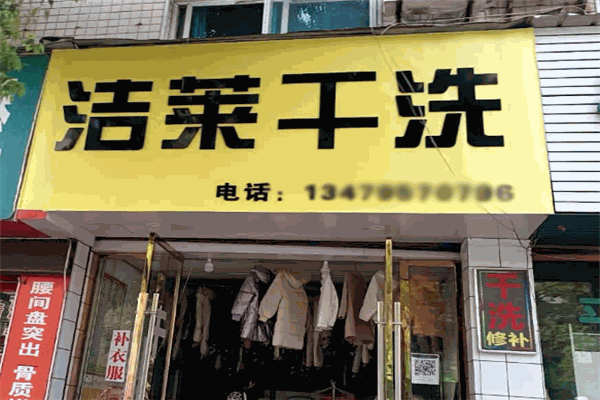 洁莱干洗
电话：
腰间盘突出
骨质
补衣服
干洗
修补